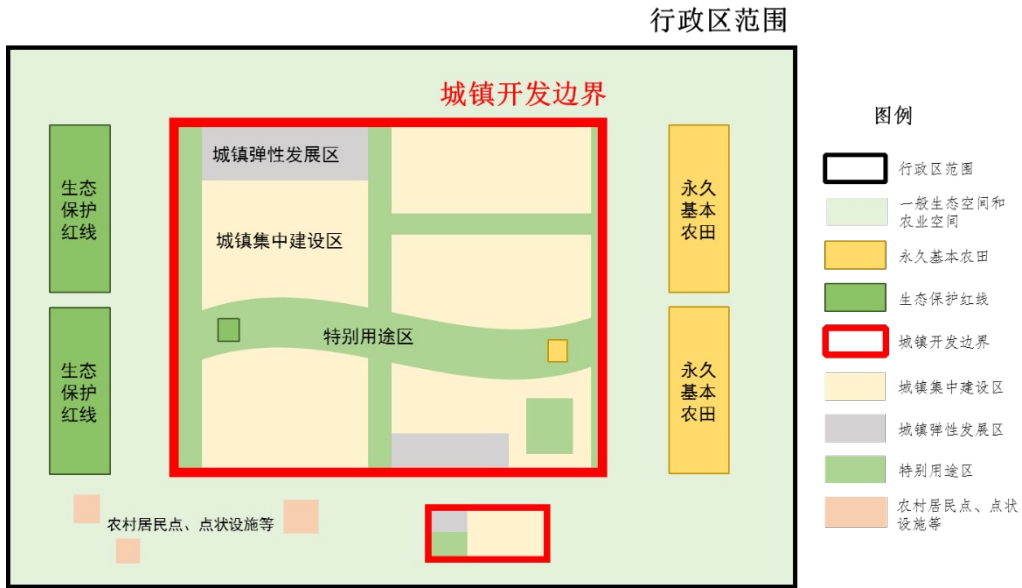 行政区范围
城镇开发边界
城镇弹性发展区
城镇集中建设区
特别用途区
生态
保护
红线
生态
保护
红线
永久
基本
农田
永久
基本
农田
农村居民点、点状设施等
图例
行政区范围
一般生态空间和
农业空间
永久基本农田
生态保护红线
城镇开发边界
城镇集中建设区
城镇弹性发展区
特别用途区
农村居民点、点状
设施等